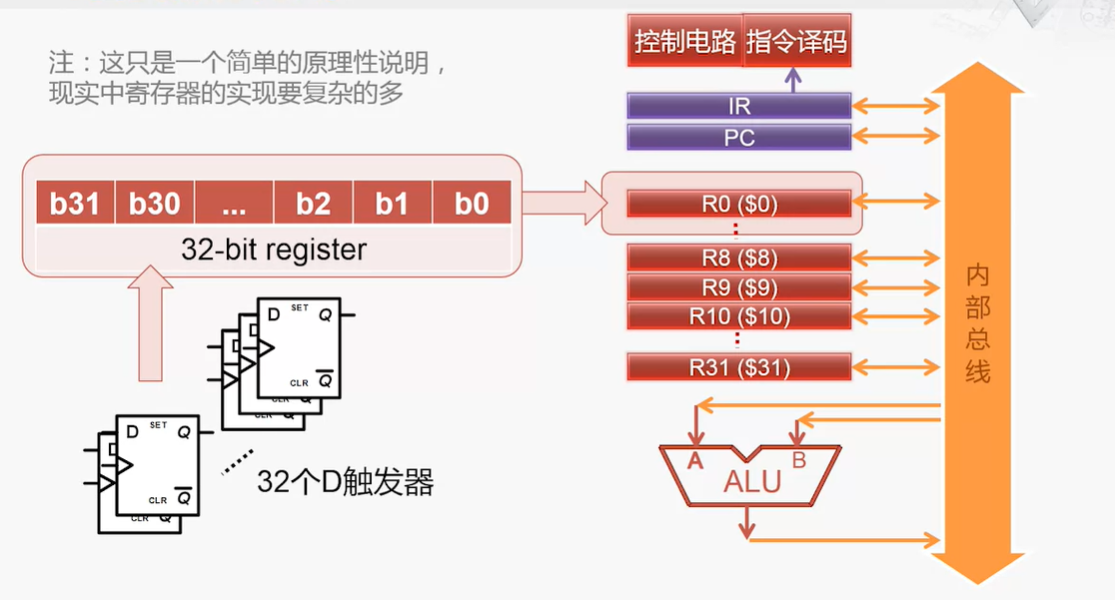 注：这只是一个简单的原理性说明，
现实中寄存器的实现要复杂的多
控制电路 指令译码
IR
PC
b31 b30 ... b2 b1 b0
32-bit register
R0 ($0)
R8 ($8)
R9 ($9)
R10 ($10)
R31 ($31)
内部总线
D SET Q
CLR Q
CLR Q
CLR Q
D SET Q
CLR Q
CLR Q
32个D触发器
A B
ALU